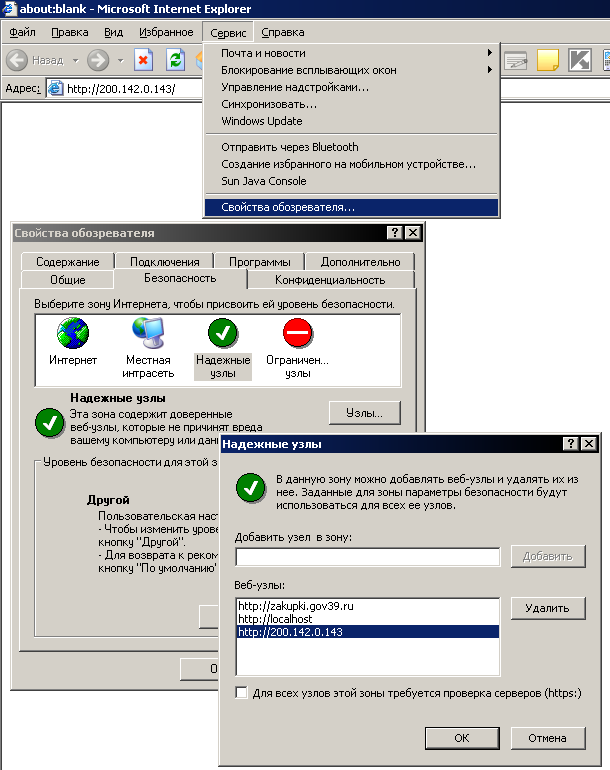 about:blank - Microsoft Internet Explorer
Файл Правка Вид Избранное Сервис Справка
Назад
Адрес: http://200.142.0.143/
Почта и новости
Блокирование всплывающих окон
Управление надстройками...
Синхронизировать...
Windows Update
Отправить через Bluetooth
Создание избранного на мобильном устройстве...
Sun Java Console
Свойства обозревателя...
Свойства обозревателя
Содержание Подключения Программы Дополнительно
Общие Безопасность Конфиденциальность
Выберите зону Интернета, чтобы присвоить ей уровень безопасности.
Интернет
Местная интрасеть
Надежные узлы
Ограничен... узлы
Надежные узлы
Эта зона содержит доверенные
веб-узлы, которые не причинят вреда
вашему компьютеру или дан
Узлы...
Уровень безопасности для этой з
Другой
Пользовательская наст
- Чтобы изменить урове
кнопку "Другой".
- Для возврата к реком
кнопку "По умолчанию"
О
Надежные узлы
В данную зону можно добавлять веб-узлы и удалять их из
нее. Заданные для зоны параметры безопасности будут
использоваться для всех ее узлов.
Добавить узел в зону:
Добавить
Веб-узлы:
http://zakupki.gov39.ru
http://localhost
http://200.142.0.143
Удалить
Для всех узлов этой зоны требуется проверка серверов (https:)
ОК Отмена